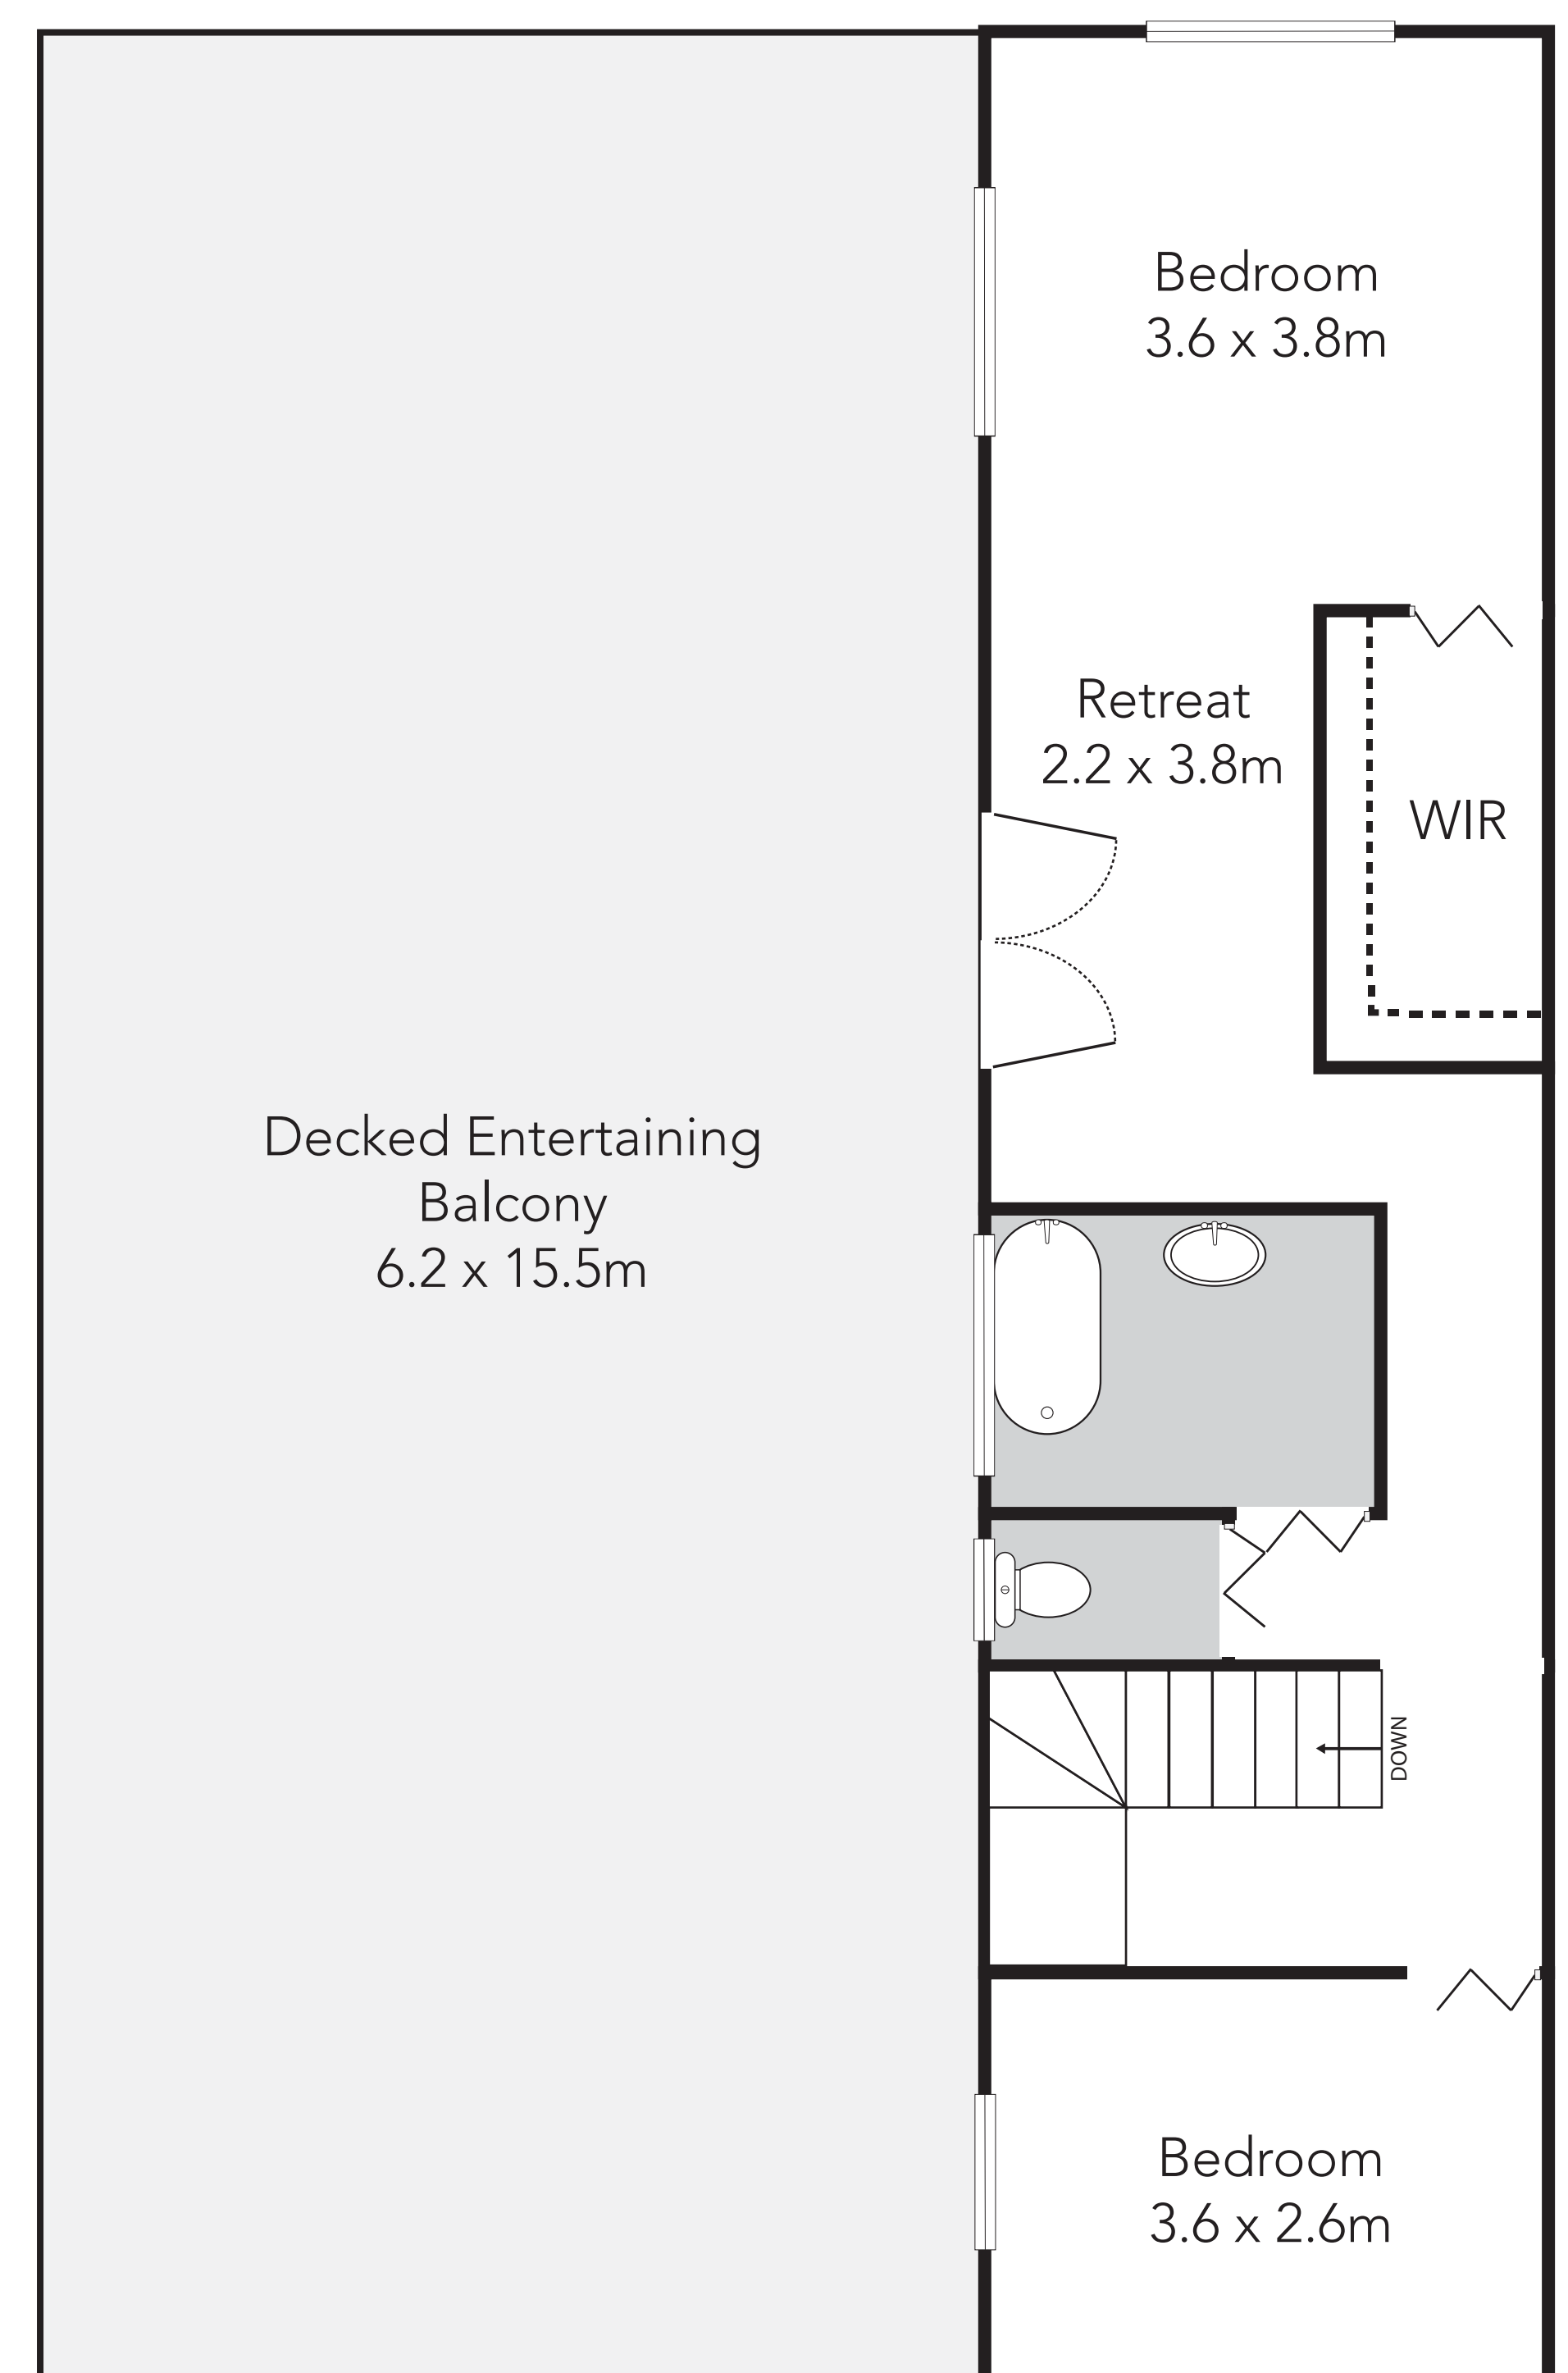 Bedroom
3.6 x 3.8m
Retreat
2.2 x 3.8m
WIR
Decked Entertaining
Balcony
6.2 x 15.5m
DOWN
Bedroom
3.6 x 2.6m